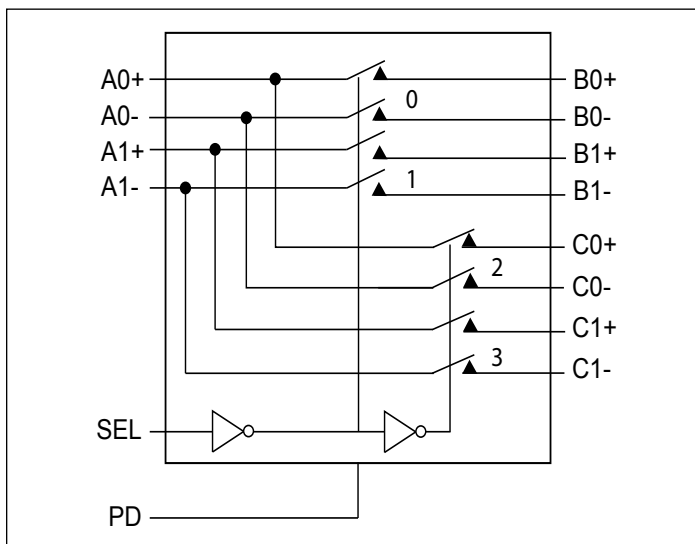 A0+ B0+
A0- 0 B0-
A1+ B1+
A1- 1 B1-
C0+
2 C0-
C1+
3 C1-
SEL
PD